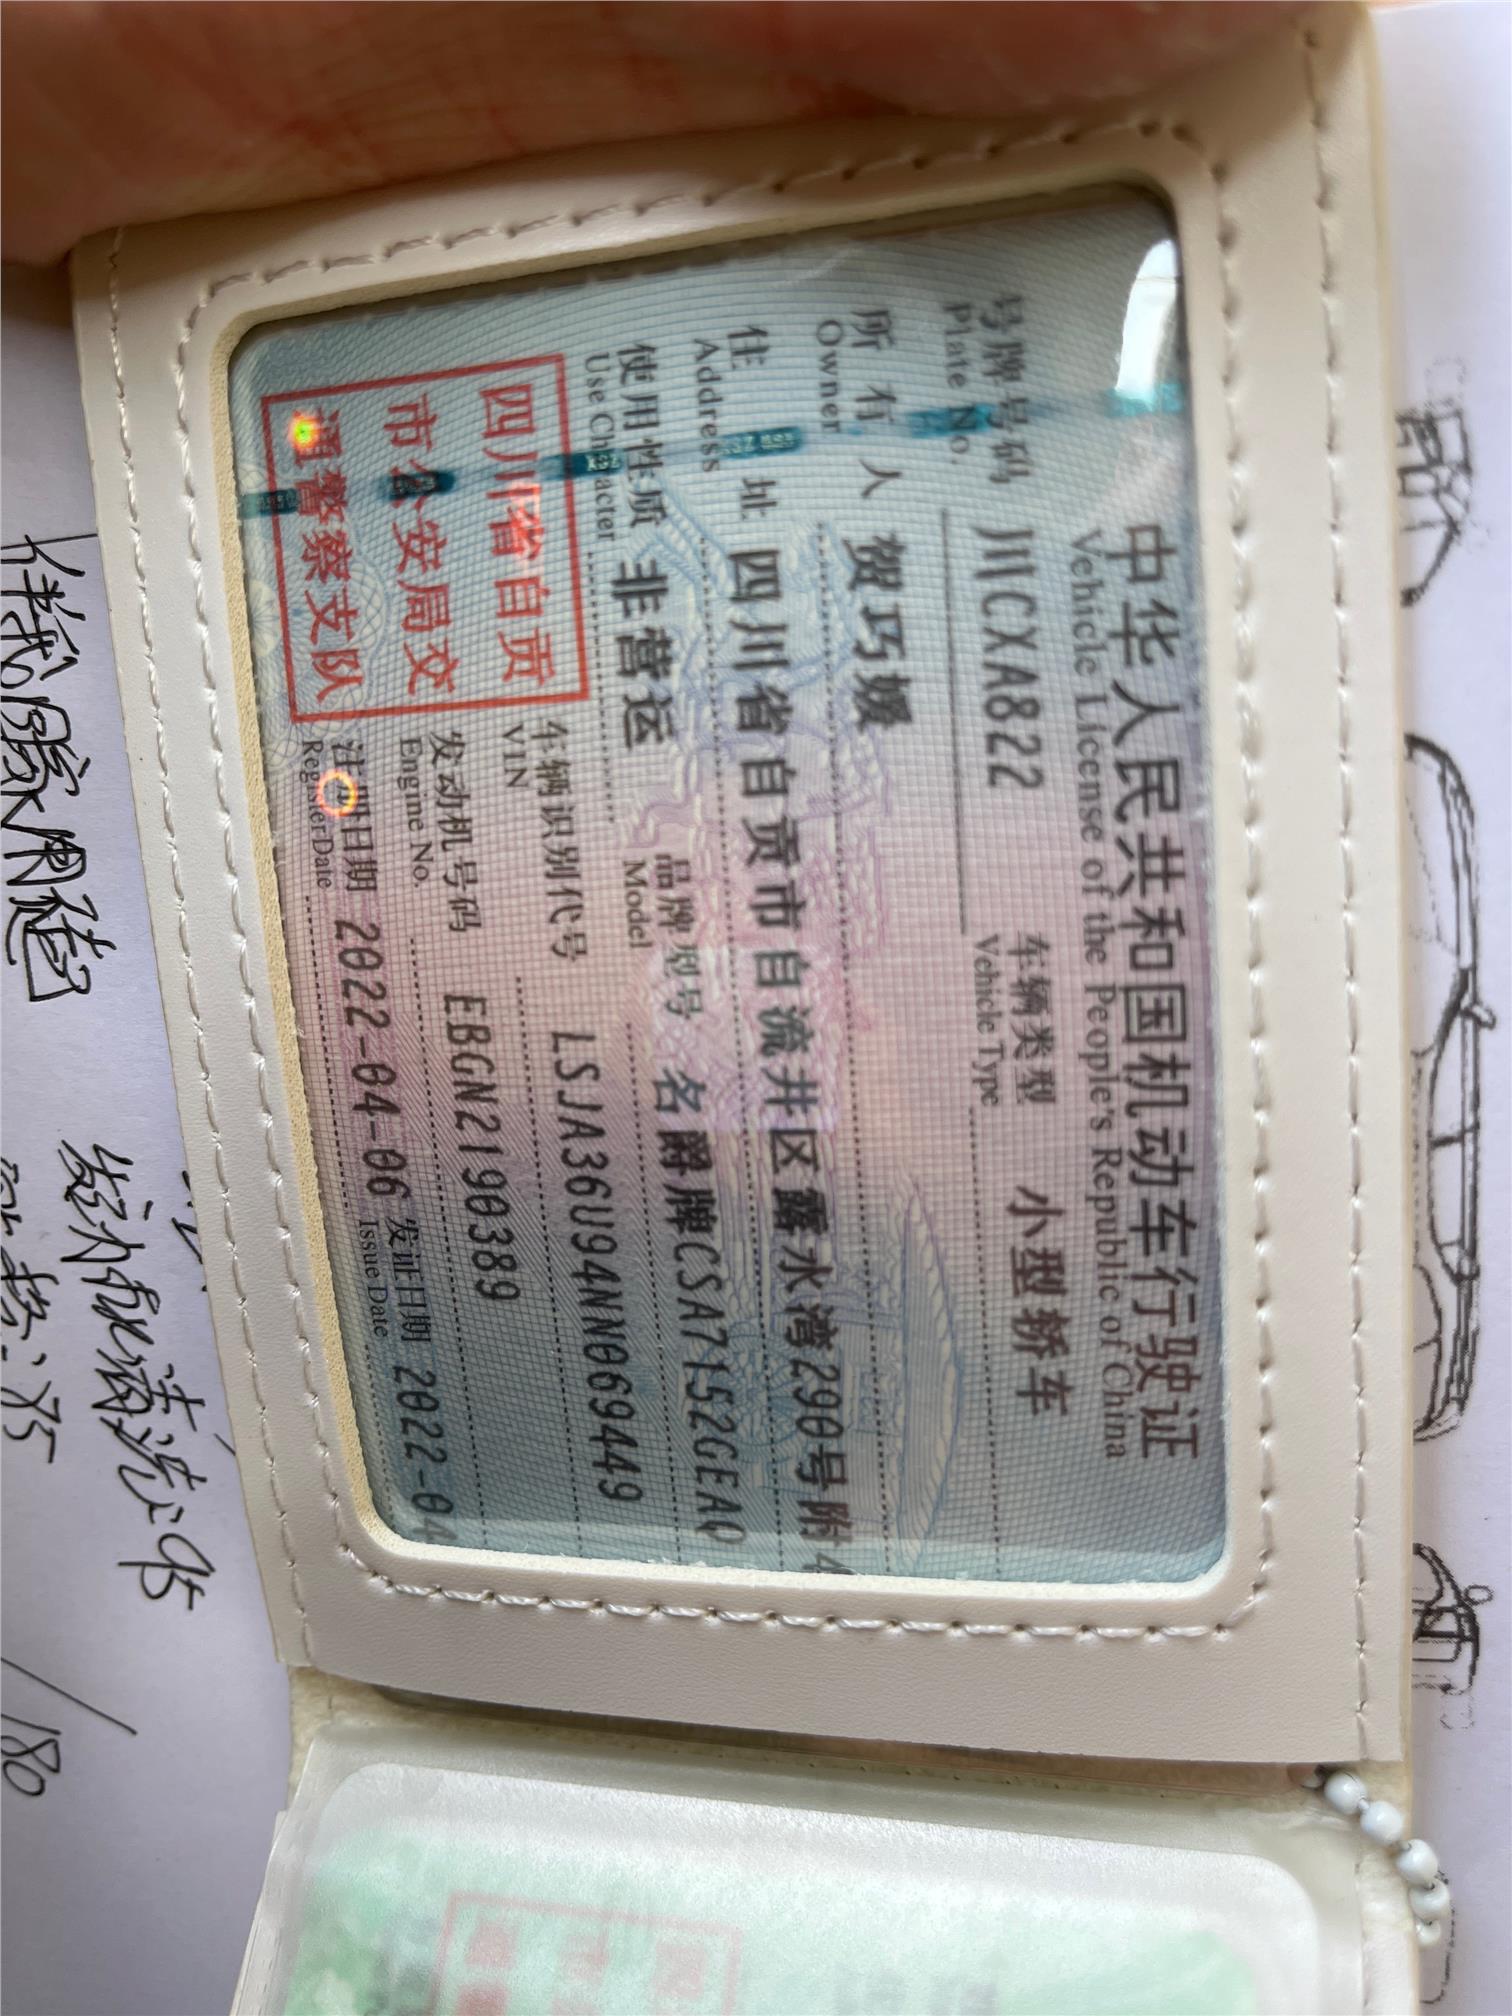 中华人民共和国机动车行驶证
Vehicle License of the People's Republic of China
号牌号码 川CXA822 车辆类型 小型轿车
Plate No. Vehicle Type
所有人 贺巧媛
Owner
住址 四川省自贡市自流井区露水湾290号附4
Address
使用性质 非营运 品牌型号 名爵牌CSA7152GEAQ
Use Character Model
四川省自贡
市公安局交
通警察支队
车辆识别代号 LSJA36U94NN069449
VIN
发动机号码 EBGN2190389
Engine No.
注册日期 2022-04-06 发证日期 2022-04
Register Date Issue Date
180